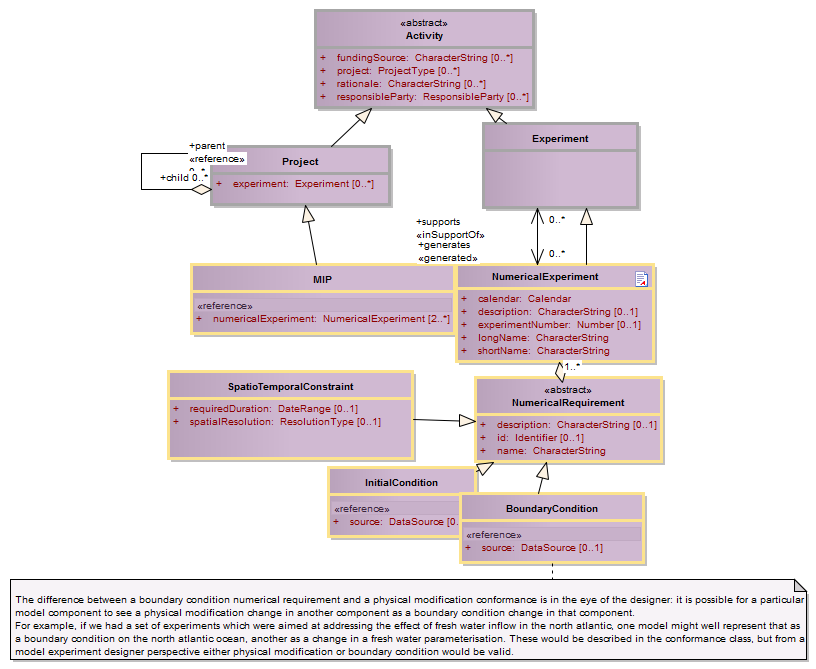 «abstract»
Activity
+ fundingSource: CharacterString [0..*]
+ project: ProjectType [0..*]
+ rationale: CharacterString [0..*]
+ responsibleParty: ResponsibleParty [0..*]
Experiment
+parent
«reference»
0..*
+child 0..*
Project
+ experiment: Experiment [0..*]
+supports
«inSupportOf»
+generates
«generated»
0..*
0..*
MIP
«reference»
+ numericalExperiment: NumericalExperiment [2..*]
NumericalExperiment
+ calendar: Calendar
+ description: CharacterString [0..1]
+ experimentNumber: Number [0..1]
+ longName: CharacterString
+ shortName: CharacterString
1..*
SpatioTemporalConstraint
+ requiredDuration: DateRange [0..1]
+ spatialResolution: ResolutionType [0..1]
«abstract»
NumericalRequirement
+ description: CharacterString [0..1]
+ id: Identifier [0..1]
+ name: CharacterString
InitialCondition
«reference»
+ source: DataSource [0..
BoundaryCondition
«reference»
+ source: DataSource [0..1]
The difference between a boundary condition numerical requirement and a physical modification conformance is in the eye of the designer: it is possible for a particular
model component to see a physical modification change in another component as a boundary condition change in that component.
For example, if we had a set of experiments which were aimed at addressing the effect of fresh water inflow in the north atlantic, one model might well represent that as
a boundary condition on the north atlantic ocean, another as a change in a fresh water parameterisation. These would be described in the conformance class, but from a
model experiment designer perspective either physical modification or boundary condition would be valid.